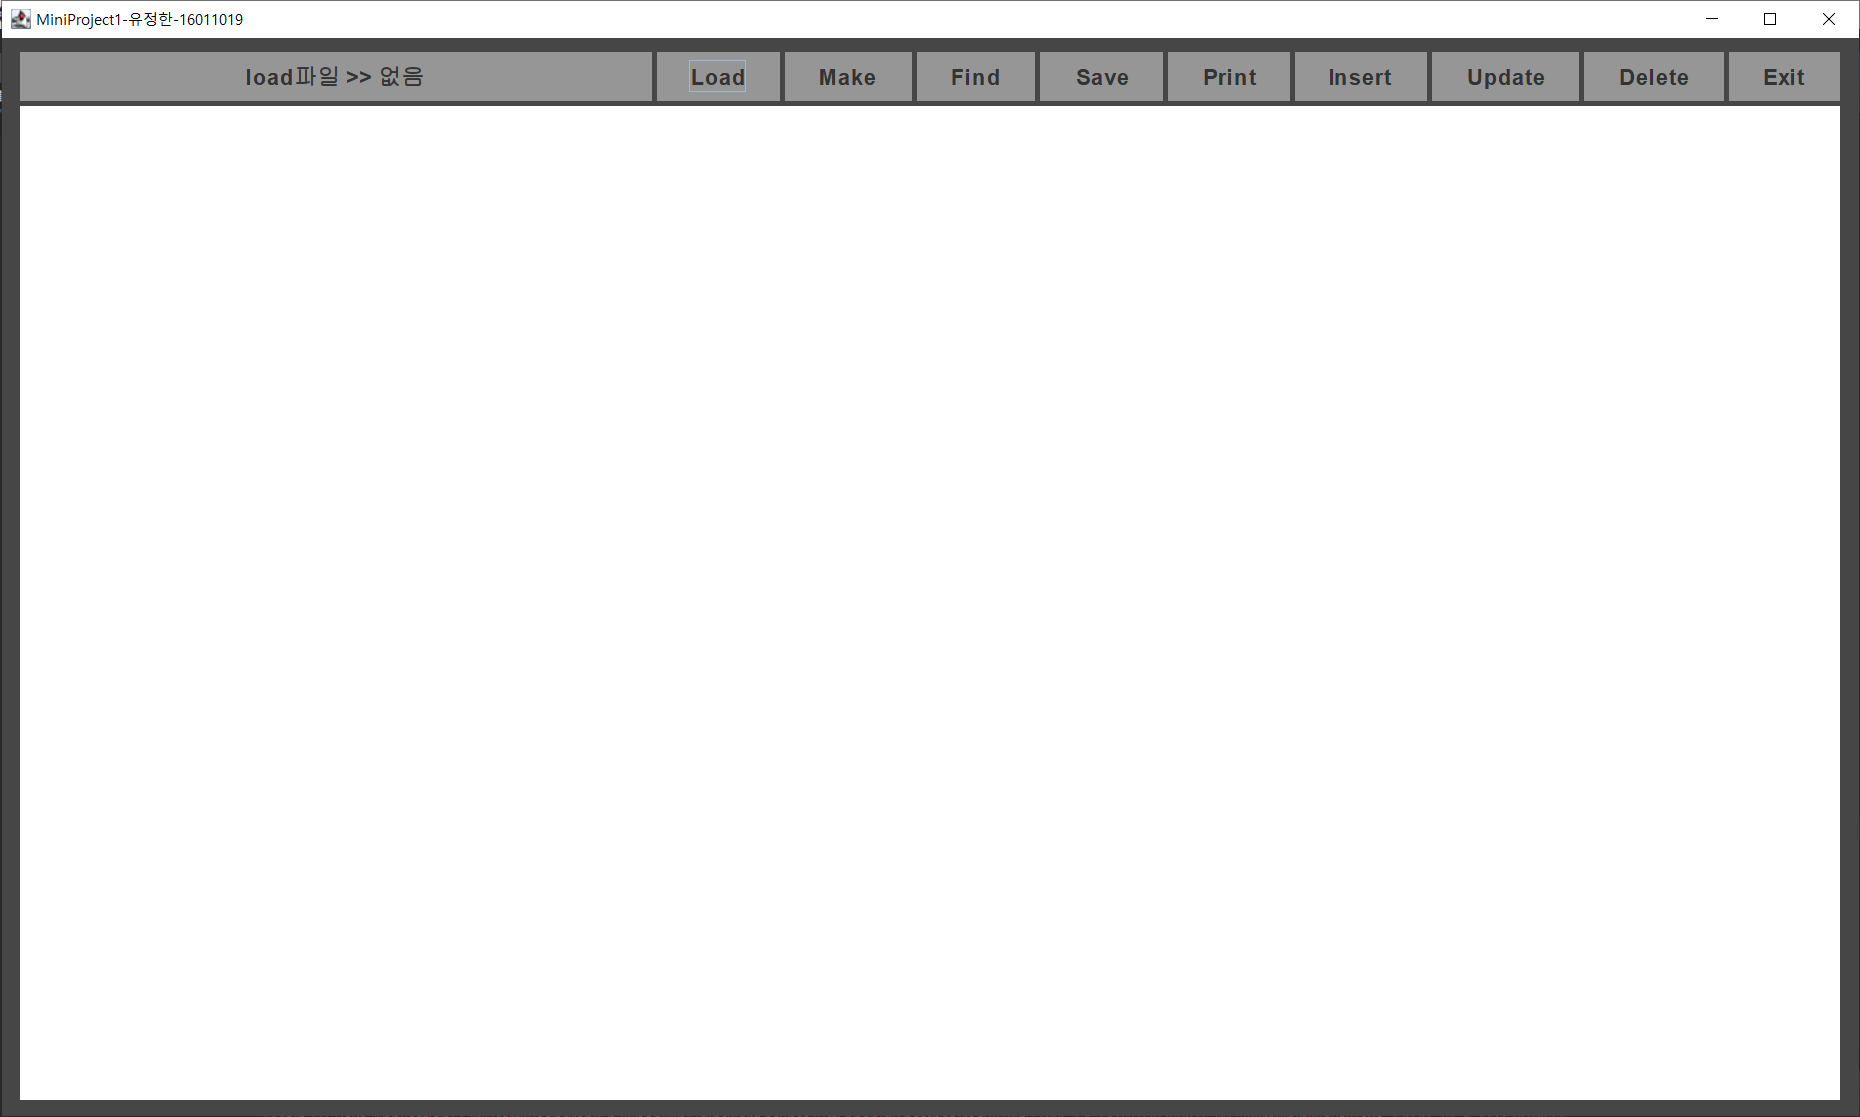 MiniProject1-유정한-16011019
load파일 >> 없음 Load Make Find Save Print Insert Update Delete Exit